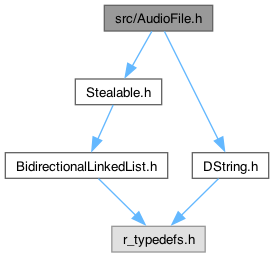 src/AudioFile.h
Stealable.h
BidirectionalLinkedList.h
DString.h
r_typedefs.h